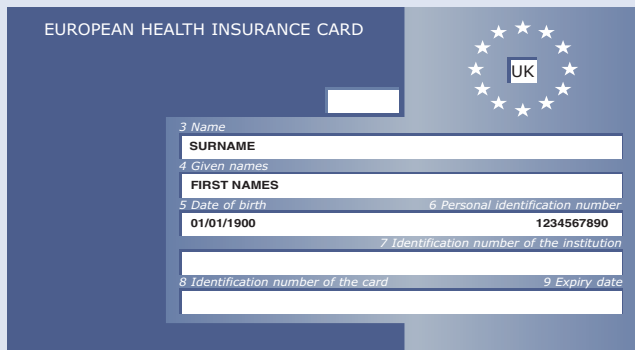 EUROPEAN HEALTH INSURANCE CARD
UK
3 Name
SURNAME
4 Given names
FIRST NAMES
5 Date of birth 6 Personal identification number
01/01/1900 1234567890
7 Identification number of the institution
8 Identification number of the card 9 Expiry date